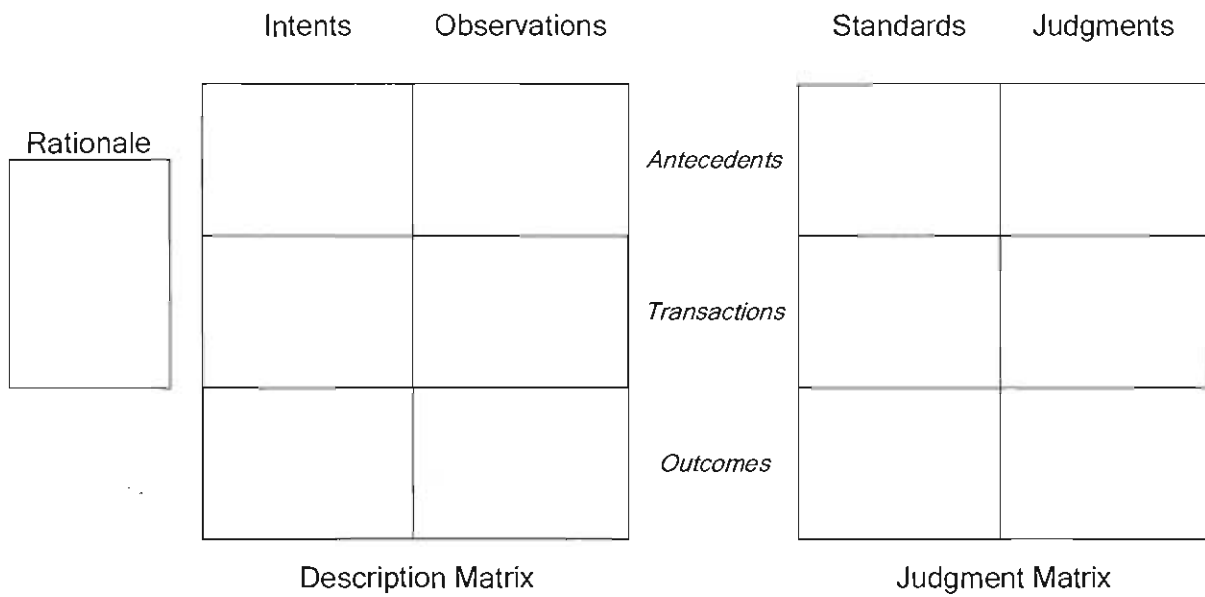 Intents Observations Standards Judgments
Rationale
Antecedents
Transactions
Outcomes
Description Matrix Judgment Matrix